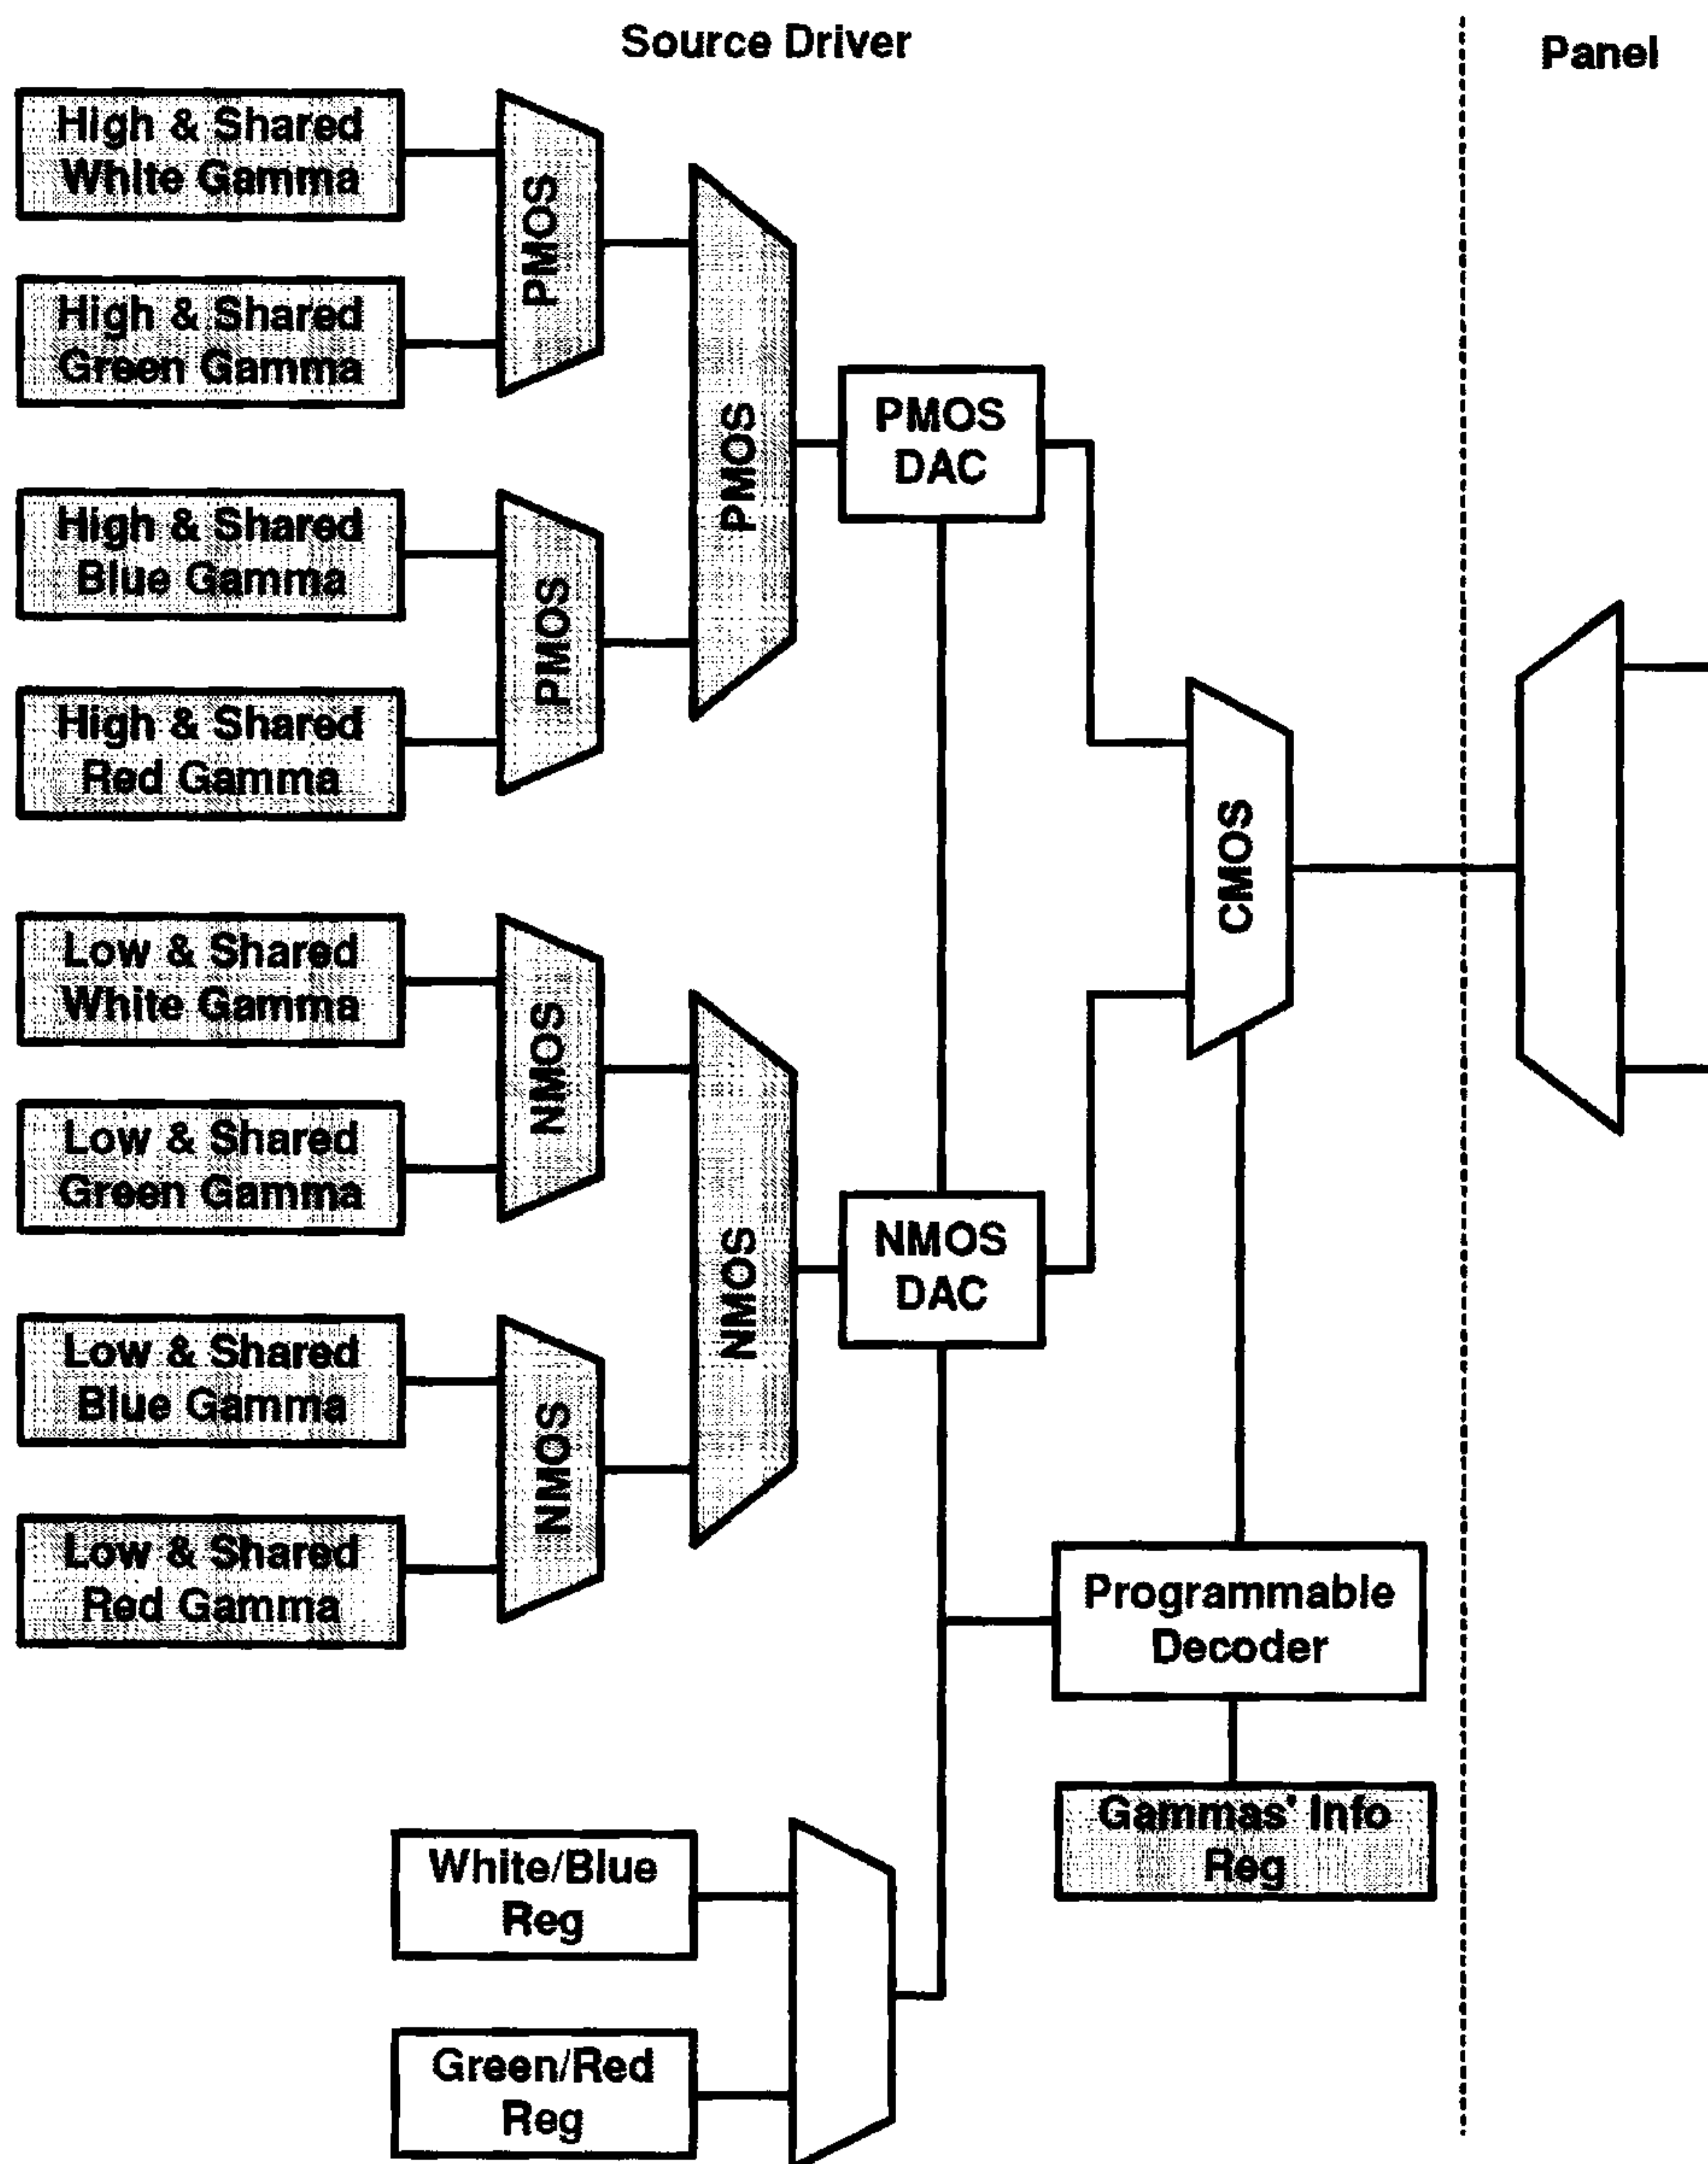 Source Driver
Panel
High & Shared
White Gamma
PMOS
High & Shared
Green Gamma
PMOS
PMOS
DAC
High & Shared
Blue Gamma
PMOS
High & Shared
Red Gamma
CMOS
Low & Shared
White Gamma
NMOS
Low & Shared
Green Gamma
NMOS
NMOS
DAC
Low & Shared
Blue Gamma
NMOS
Low & Shared
Red Gamma
Programmable
Decoder
Gammas' Info
Reg
White/Blue
Reg
Green/Red
Reg